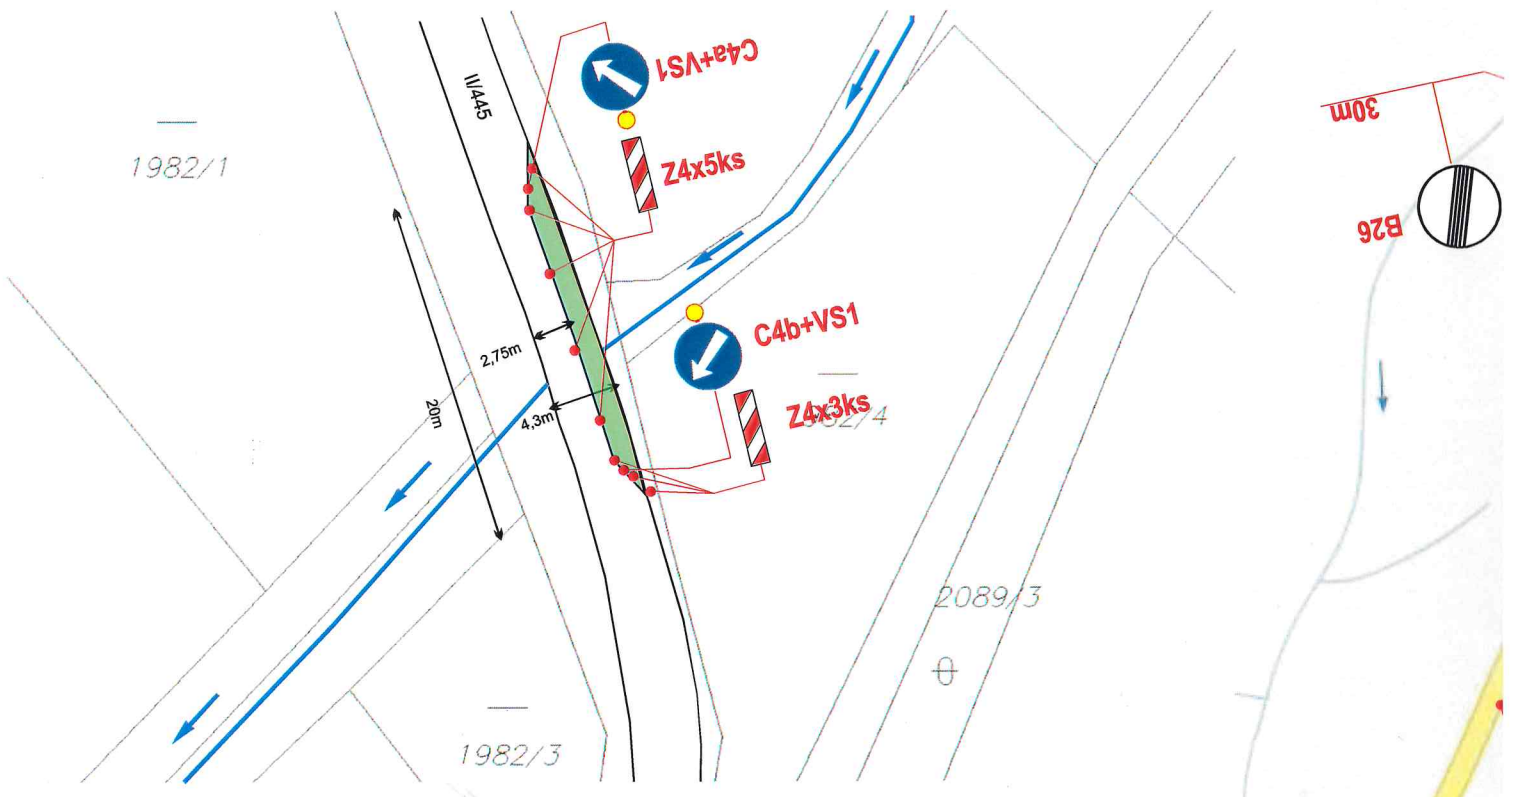 C4a+VS1
II/445
30m
1982/1
Z4x5ks
B26
C4b+VS1
2,75m
Z4x3ks
20m
4,3m
2089/3
1982/3